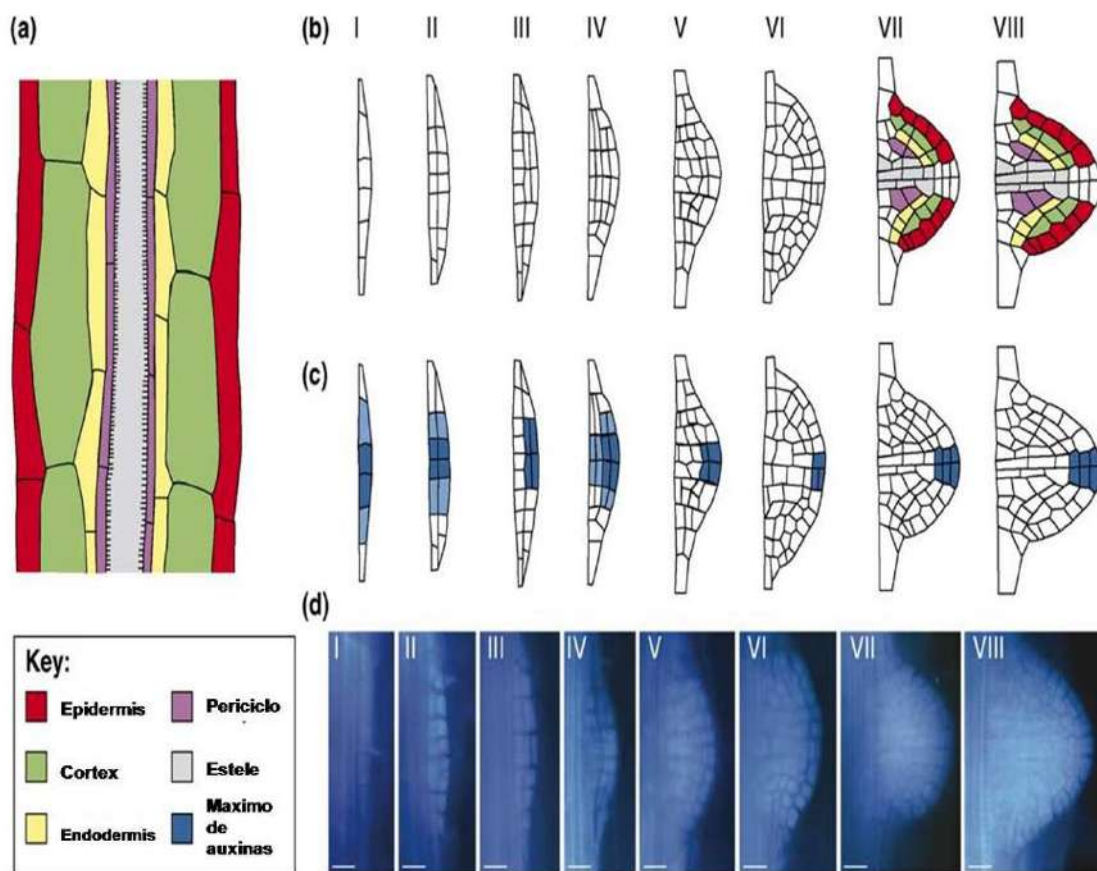 (a)
(b) I II III IV V VI VII VIII
(c)
(d)
I II III IV V VI VII VIII
Key:
Epidermis
Cortex
Endodermis
Periciclo
Estele
Maximo
de
auxinas